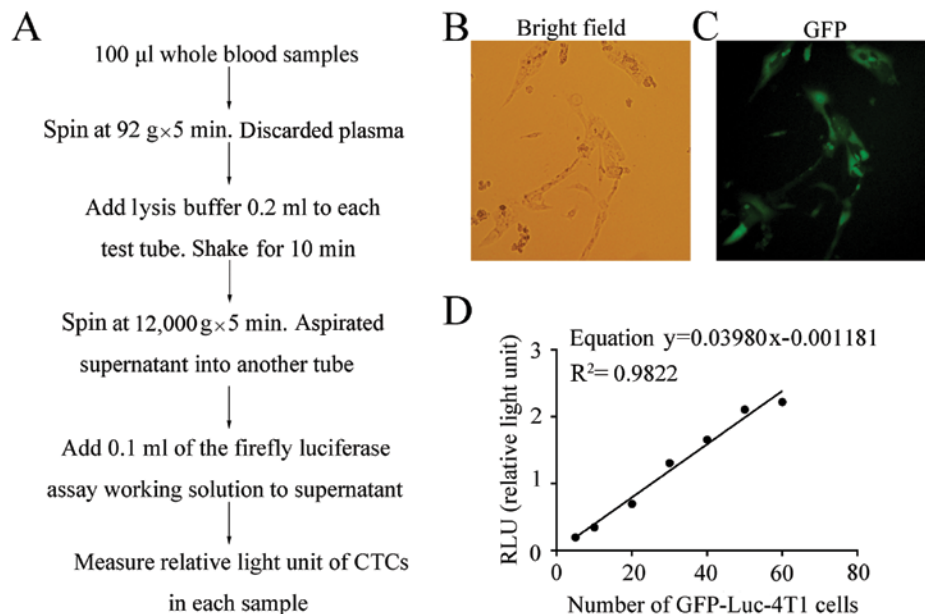 A
100 µl whole blood samples
Spin at 92 g×5 min. Discarded plasma
Add lysis buffer 0.2 ml to each
test tube. Shake for 10 min
Spin at 12,000 g×5 min. Aspirated
supernatant into another tube
Add 0.1 ml of the firefly luciferase
assay working solution to supernatant
Measure relative light unit of CTCs
in each sample
B
Bright field
C
GFP
D
Equation y=0.03980x-0.001181
R²= 0.9822
RLU (relative light unit)
3
2
1
0
0 20 40 60 80
Number of GFP-Luc-4T1 cells